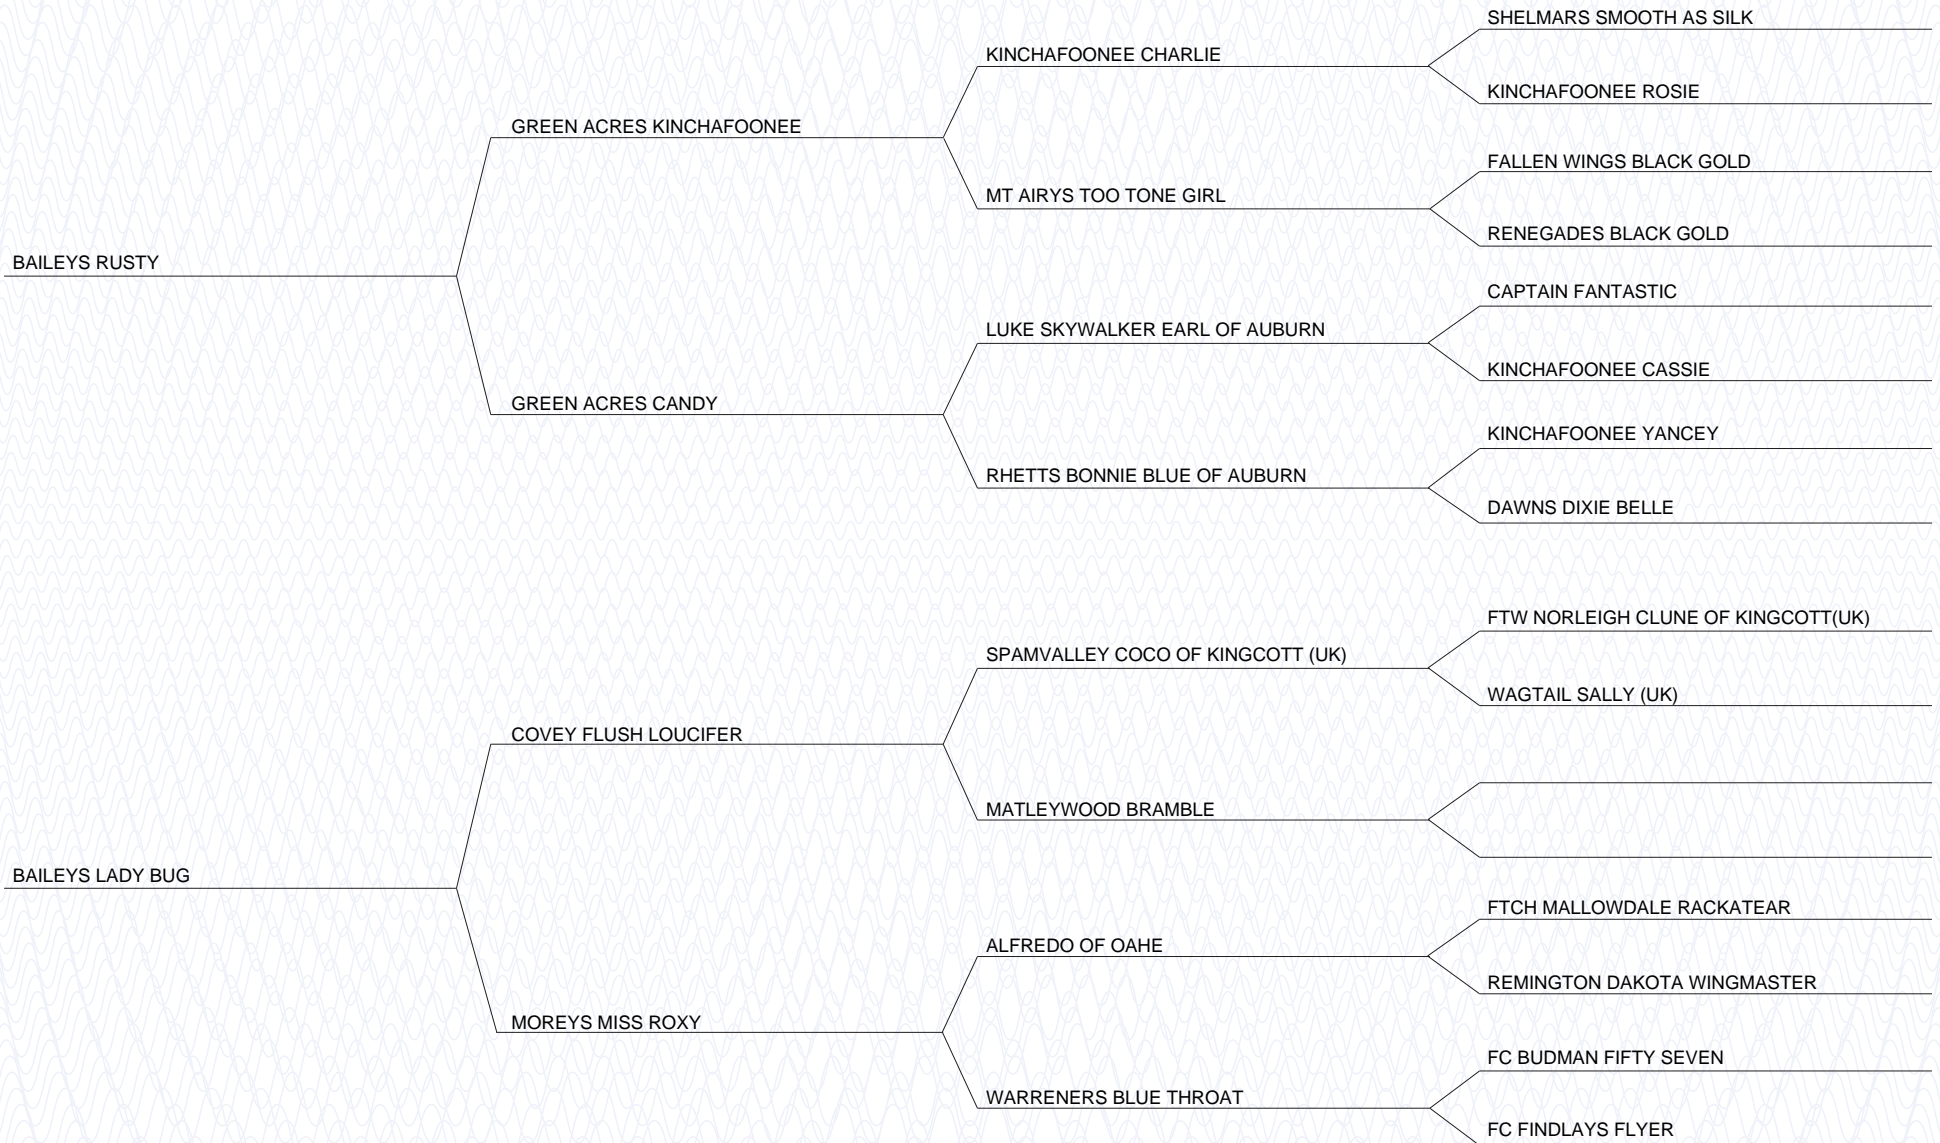 SHELMARS SMOOTH AS SILK
KINCHAFOONEE CHARLIE
KINCHAFOONEE ROSIE
GREEN ACRES KINCHAFOONEE
FALLEN WINGS BLACK GOLD
MT AIRYS TOO TONE GIRL
RENEGADES BLACK GOLD
BAILEYS RUSTY
CAPTAIN FANTASTIC
LUKE SKYWALKER EARL OF AUBURN
KINCHAFOONEE CASSIE
GREEN ACRES CANDY
KINCHAFOONEE YANCEY
RHETTS BONNIE BLUE OF AUBURN
DAWNS DIXIE BELLE
FTW NORLEIGH CLUNE OF KINGCOTT(UK)
SPAMVALLEY COCO OF KINGCOTT (UK)
WAGTAIL SALLY (UK)
COVEY FLUSH LOUCIFER
MATLEYWOOD BRAMBLE
BAILEYS LADY BUG
FTCH MALLOWDALE RACKATEAR
ALFREDO OF OAHE
REMINGTON DAKOTA WINGMASTER
MOREYS MISS ROXY
FC BUDMAN FIFTY SEVEN
WARRENERS BLUE THROAT
FC FINDLAYS FLYER